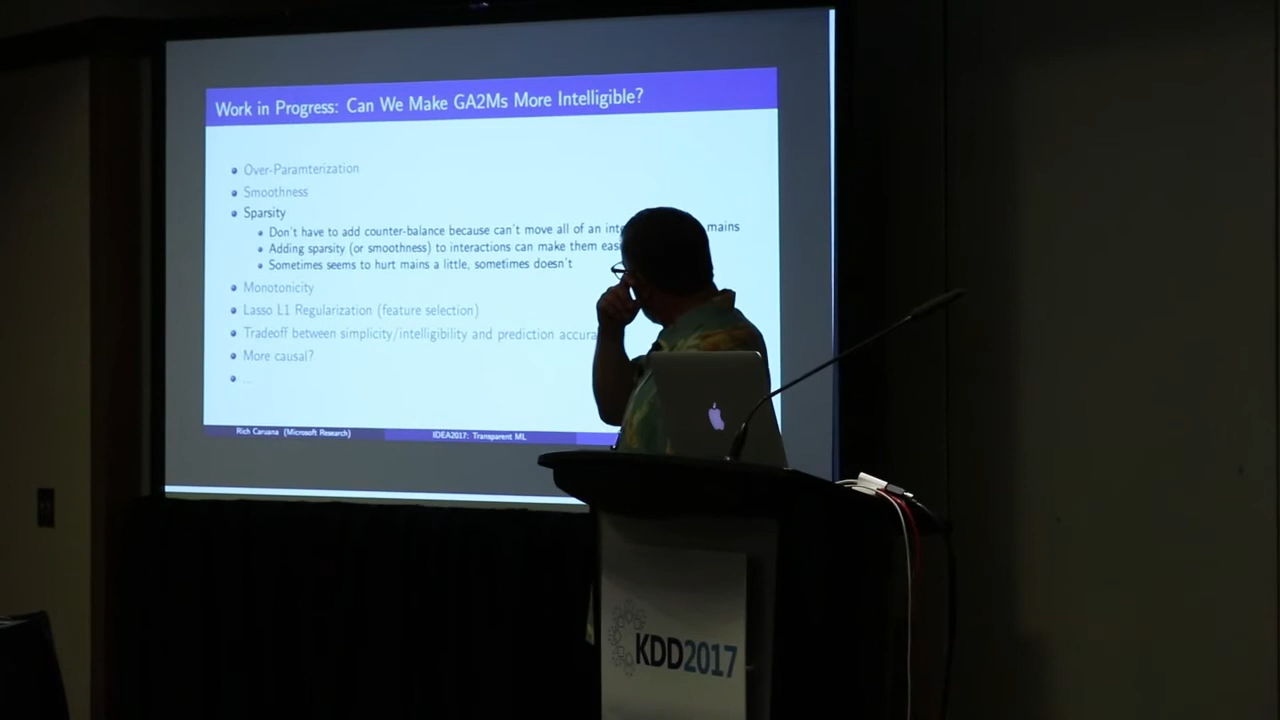 Work in Progress: Can We Make GA2Ms More Intelligible?
Over-Paramterization
Smoothness
Sparsity
Don't have to add counter-balance because can't move all of an mains
Adding sparsity (or smoothness) to interactions can make them
Sometimes seems to hurt mains a little, sometimes doesn't
Monotonicity
Lasso L1 Regularization (feature selection)
Tradeoff between simplicity/intelligibility and prediction
More causal?
...
Rich Caruana (Microsoft Research) IDEA2017: Transparent ML
KDD2017